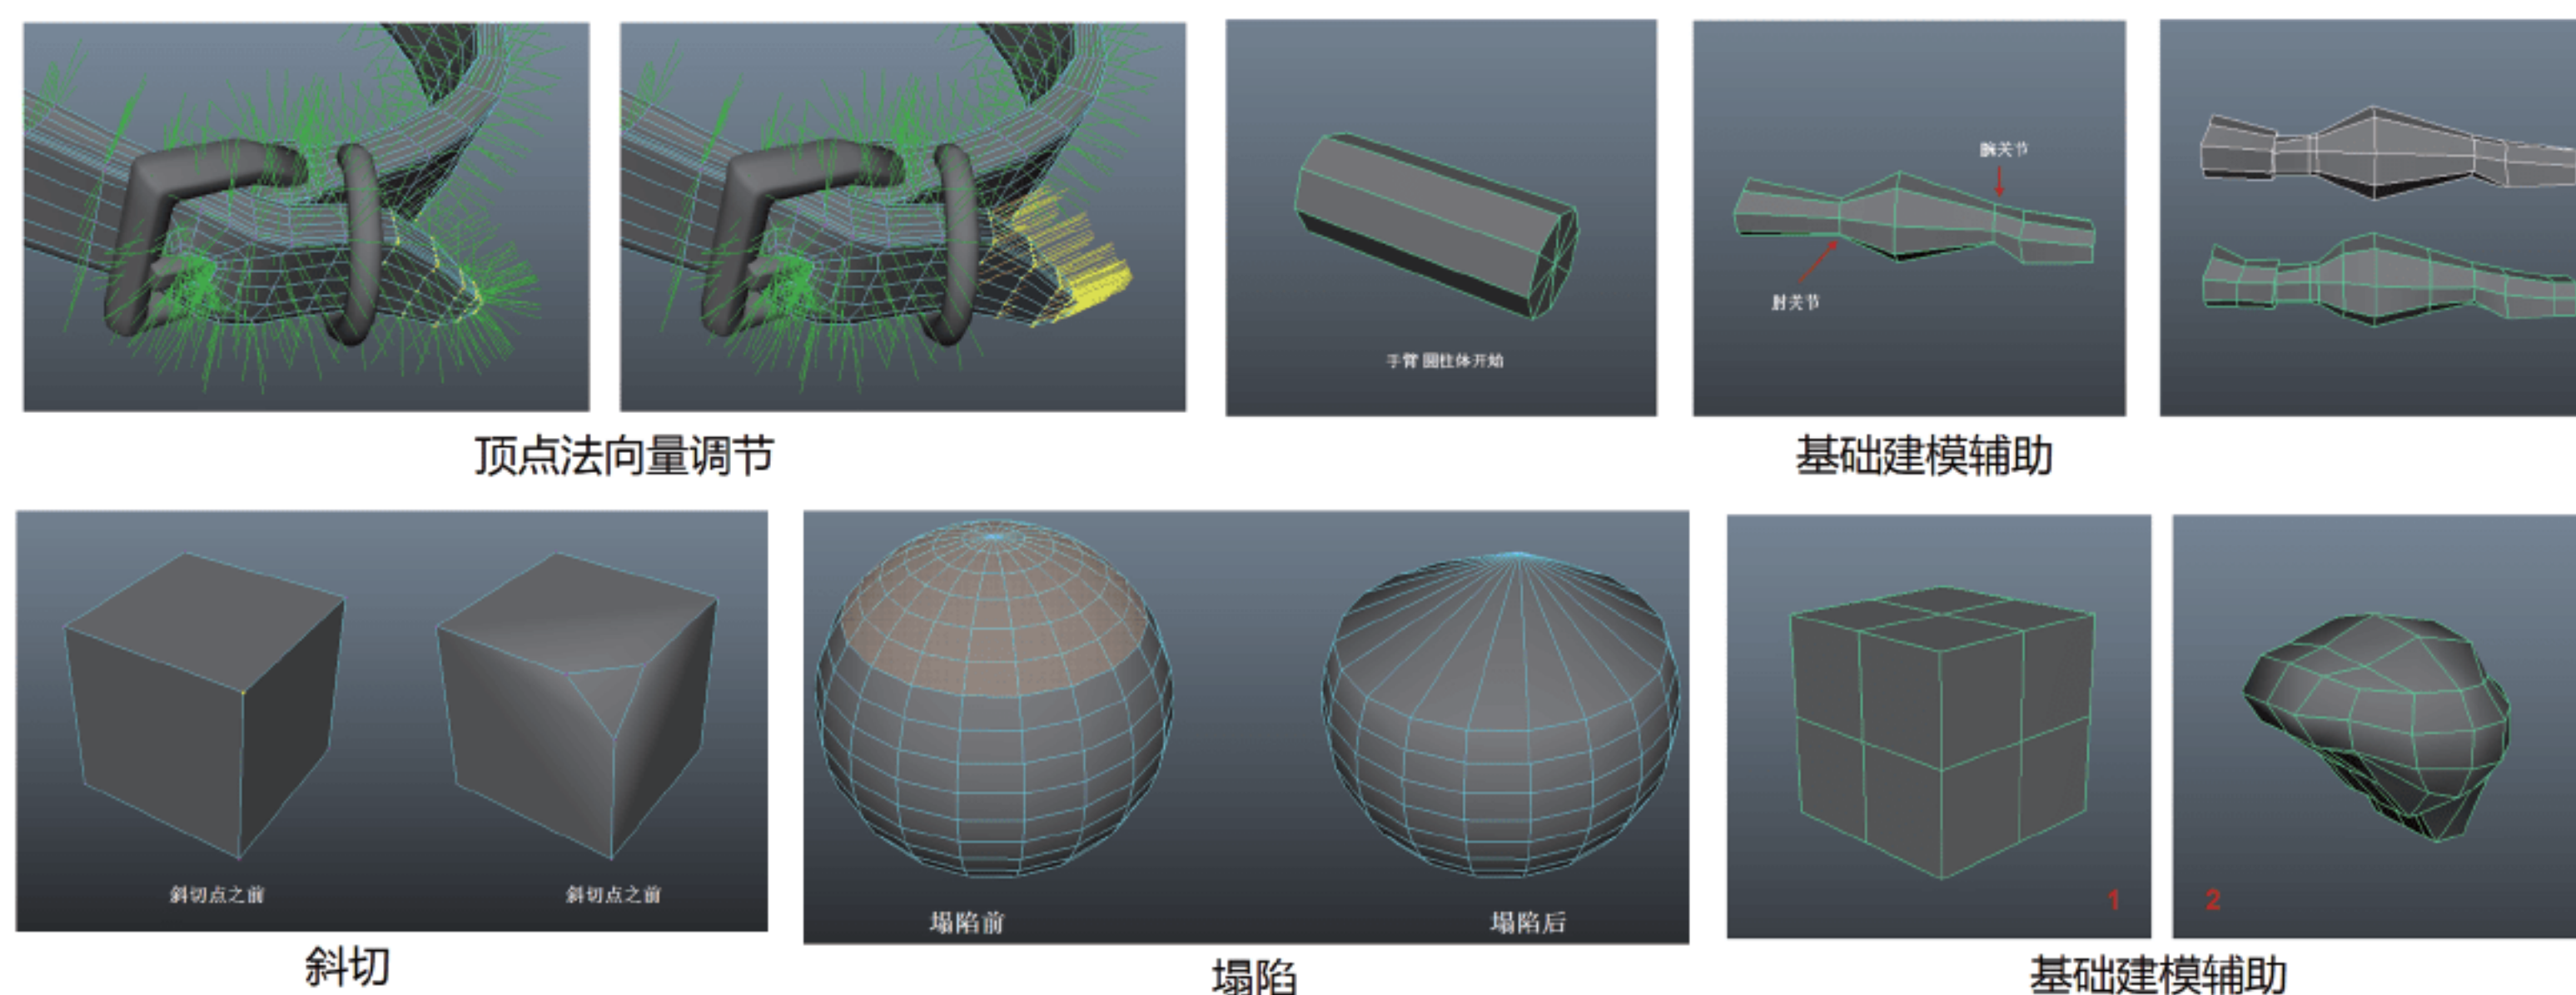 手臂 圆柱体开始
腕关节
肘关节
顶点法向量调节
基础建模辅助
斜切点之前
斜切点之前
塌陷前
塌陷后
1
2
斜切
塌陷
基础建模辅助